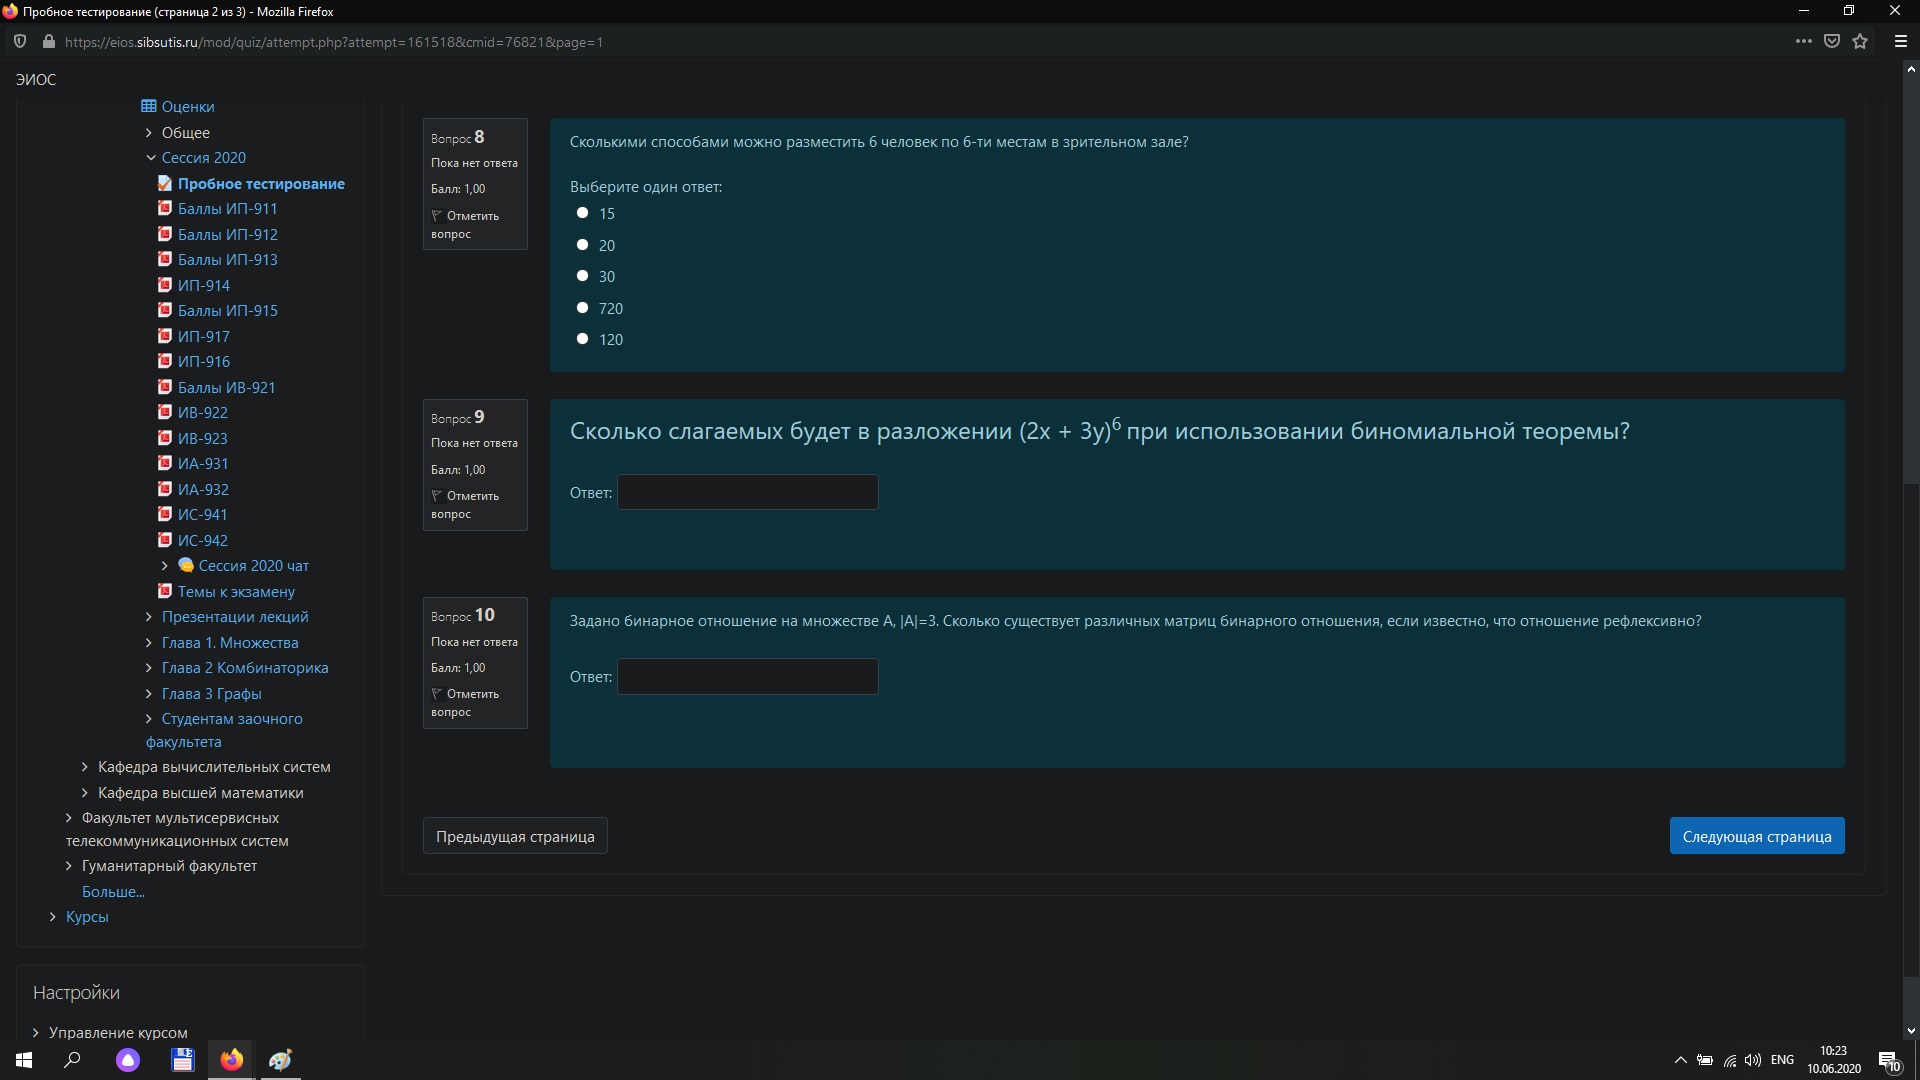 Пробное тестирование (страница 2 из 3) - Mozilla Firefox
https://eios.sibsutis.ru/mod/quiz/attempt.php?attempt=161518&cmid=76821&page=1
ЭИОС
Оценки
Общее
Сессия 2020
Пробное тестирование
Баллы ИП-911
Баллы ИП-912
Баллы ИП-913
ИП-914
Баллы ИП-915
ИП-917
ИП-916
Баллы ИВ-921
ИВ-922
ИВ-923
ИА-931
ИА-932
ИС-941
ИС-942
Сессия 2020 чат
Темы к экзамену
Презентации лекций
Глава 1. Множества
Глава 2 Комбинаторика
Глава 3 Графы
Студентам заочного
факультета
Кафедра вычислительных систем
Кафедра высшей математики
Факультет мультисервисных
телекоммуникационных систем
Гуманитарный факультет
Больше...
Курсы
Настройки
Управление курсом
Вопрос 8
Пока нет ответа
Балл: 1,00
Отметить
вопрос
Сколькими способами можно разместить 6 человек по 6-ти местам в зрительном зале?
Выберите один ответ:
15
20
30
720
120
Вопрос 9
Пока нет ответа
Балл: 1,00
Отметить
вопрос
Сколько слагаемых будет в разложении (2x + 3y)⁶ при использовании биномиальной теоремы?
Ответ:
Вопрос 10
Пока нет ответа
Балл: 1,00
Отметить
вопрос
Задано бинарное отношение на множестве A, |A|=3. Сколько существует различных матриц бинарного отношения, если известно, что отношение рефлексивно?
Ответ:
Предыдущая страница
Следующая страница
ENG
10:23
10.06.2020
10